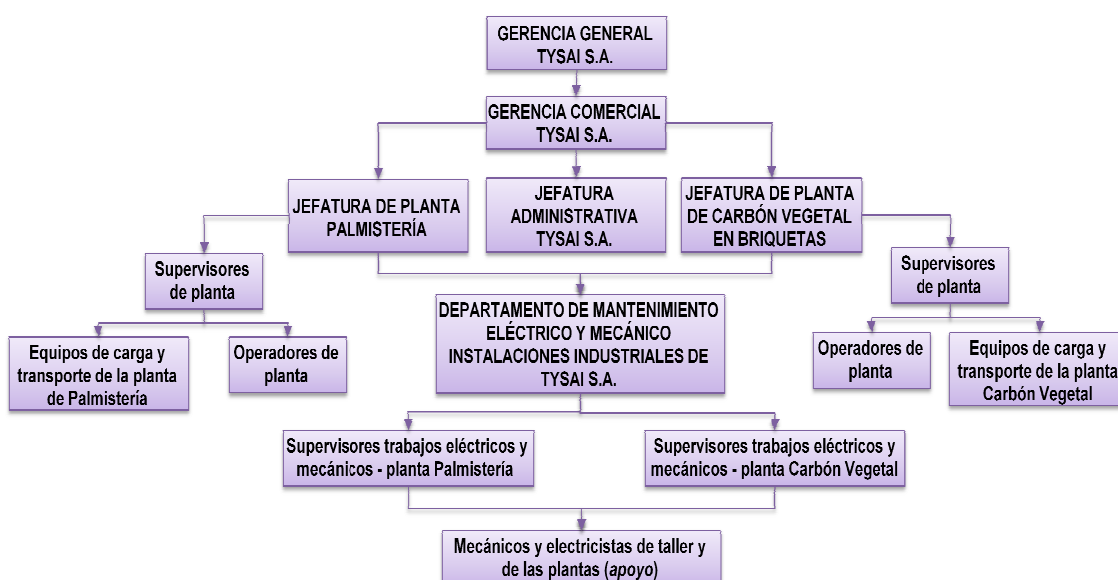 GERENCIA GENERAL
TYSAI S.A.
GERENCIA COMERCIAL
TYSAI S.A.
JEFATURA DE PLANTA
PALMISTERÍA
JEFATURA
ADMINISTRATIVA
TYSAI S.A.
JEFATURA DE PLANTA
DE CARBÓN VEGETAL
EN BRIQUETAS
Supervisores
de planta
Supervisores
de planta
Equipos de carga y
transporte de la planta
de Palmistería
Operadores de
planta
DEPARTAMENTO DE MANTENIMIENTO
ELÉCTRICO Y MECÁNICO
INSTALACIONES INDUSTRIALES DE
TYSAI S.A.
Operadores de
planta
Equipos de carga y
transporte de la planta
Carbón Vegetal
Supervisores trabajos eléctricos y
mecánicos - planta Palmistería
Supervisores trabajos eléctricos y
mecánicos - planta Carbón Vegetal
Mecánicos y electricistas de taller y
de las plantas (apoyo)